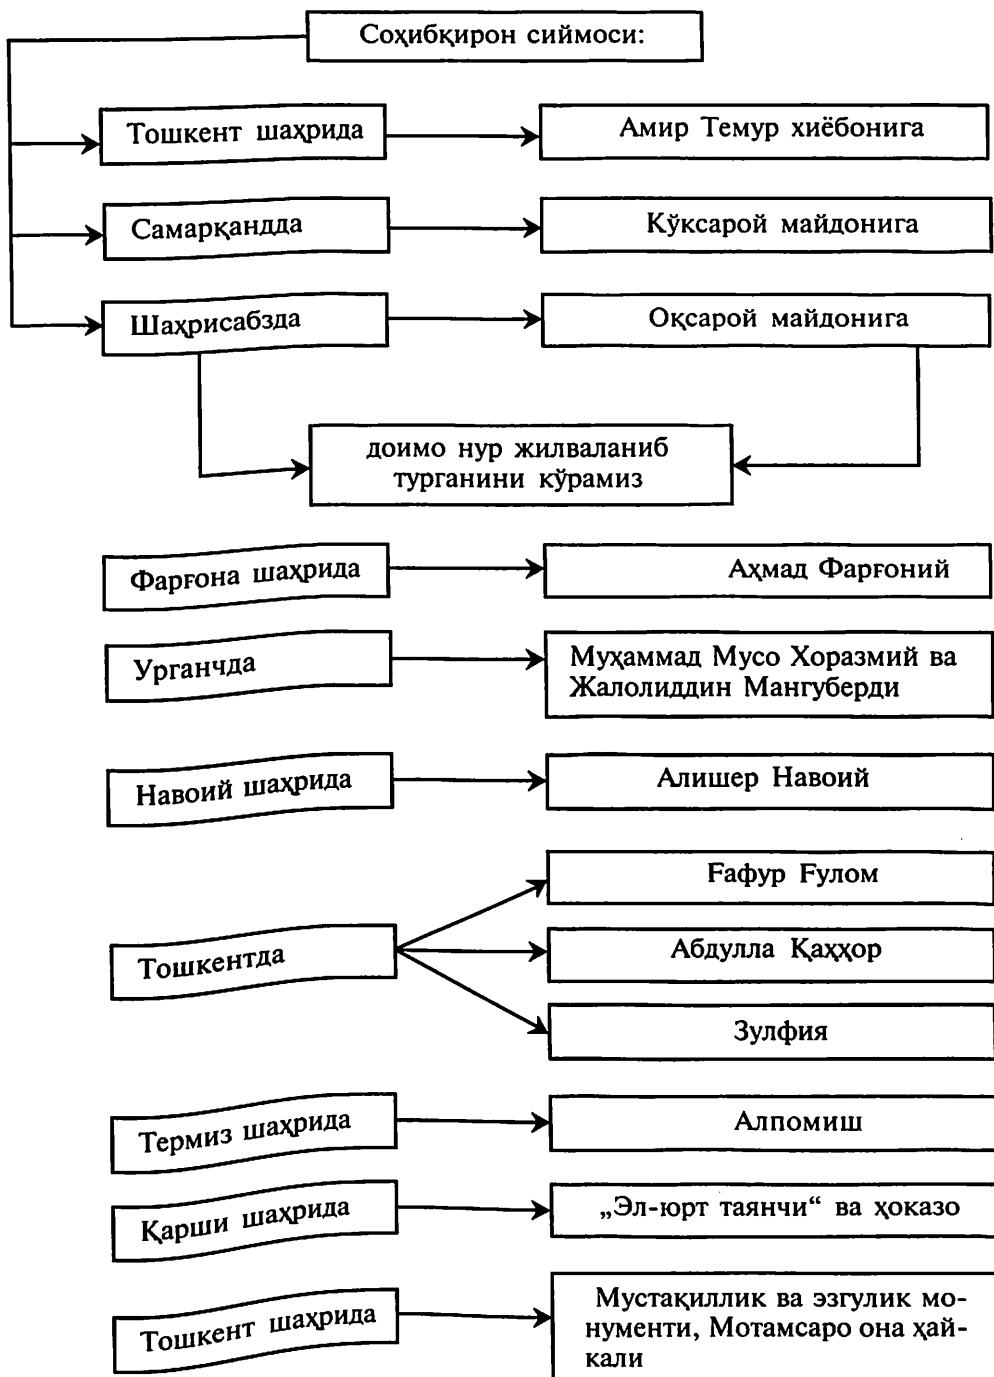 Соҳибқирон сиймоси:
Тошкент шаҳрида
Амир Темур хиёбонига
Самарқандда
Кўксарой майдонига
Шаҳрисабзда
Оқсарой майдонига
доимо нур жилваланиб
турганини кўрамиз
Фарғона шаҳрида
Аҳмад Фарғоний
Урганчда
Муҳаммад Мусо Хоразмий ва
Жалолиддин Мангуберди
Навоий шаҳрида
Алишер Навоий
Тошкентда
Ғафур Ғулом
Абдулла Қаҳҳор
Зулфия
Термиз шаҳрида
Алпомиш
Қарши шаҳрида
„Эл-юрт таянчи“ ва ҳоказо
Тошкент шаҳрида
Мустақиллик ва эзгулик мо-
нументи, Мотамсаро она ҳай-
кали